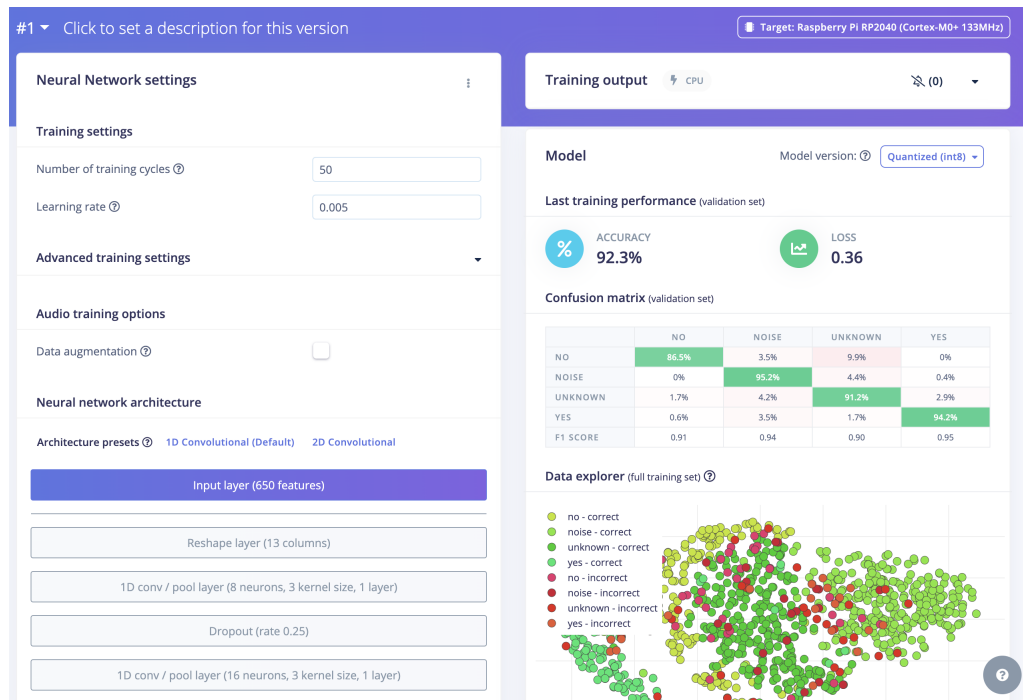 #1 Click to set a description for this version
Target: Raspberry Pi RP2040 (Cortex-M0+ 133MHz)
Neural Network settings
Training settings
Number of training cycles
50
Learning rate
0.005
Advanced training settings
Audio training options
Data augmentation
Neural network architecture
Architecture presets 1D Convolutional (Default) 2D Convolutional
Input layer (650 features)
Reshape layer (13 columns)
1D conv / pool layer (8 neurons, 3 kernel size, 1 layer)
Dropout (rate 0.25)
1D conv / pool layer (16 neurons, 3 kernel size, 1 layer)
Training output CPU (0)
Model
Model version: Quantized (int8)
Last training performance (validation set)
% ACCURACY
92.3%
LOSS
0.36
Confusion matrix (validation set)
NO NOISE UNKNOWN YES
NO 86.5% 3.5% 9.9% 0%
NOISE 0% 95.2% 4.4% 0.4%
UNKNOWN 1.7% 4.2% 91.2% 2.9%
YES 0.6% 3.5% 1.7% 94.2%
F1 SCORE 0.91 0.94 0.90 0.95
Data explorer (full training set) ?
no - correct
noise - correct
unknown - correct
yes - correct
no - incorrect
noise - incorrect
unknown - incorrect
yes - incorrect
?